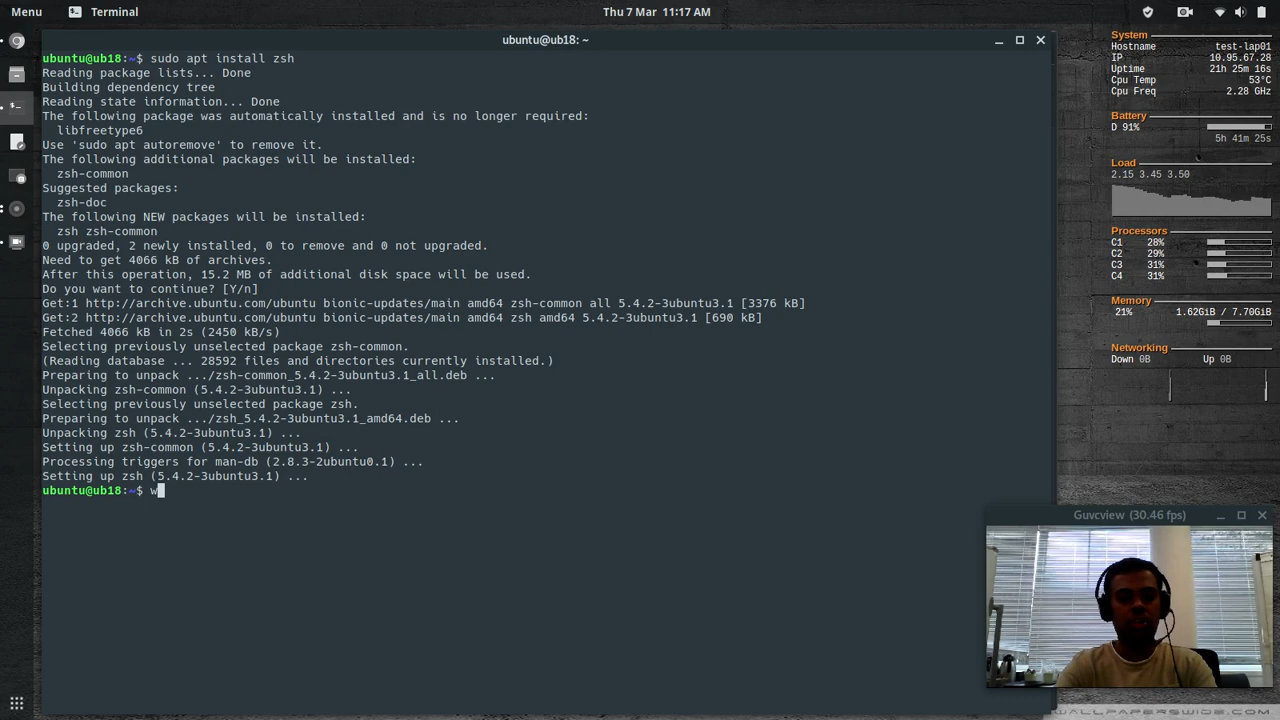 Menu
Terminal
Thu 7 Mar 11:17 AM
ubuntu@ub18: ~
ubuntu@ub18:~$ sudo apt install zsh
Reading package lists... Done
Building dependency tree
Reading state information... Done
The following package was automatically installed and is no longer required:
libfreetype6
Use 'sudo apt autoremove' to remove it.
The following additional packages will be installed:
zsh-common
Suggested packages:
zsh-doc
The following NEW packages will be installed:
zsh zsh-common
0 upgraded, 2 newly installed, 0 to remove and 0 not upgraded.
Need to get 4066 kB of archives.
After this operation, 15.2 MB of additional disk space will be used.
Do you want to continue? [Y/n]
Get:1 http://archive.ubuntu.com/ubuntu bionic-updates/main amd64 zsh-common all 5.4.2-3ubuntu3.1 [3376 kB]
Get:2 http://archive.ubuntu.com/ubuntu bionic-updates/main amd64 zsh amd64 5.4.2-3ubuntu3.1 [690 kB]
Fetched 4066 kB in 2s (2450 kB/s)
Selecting previously unselected package zsh-common.
(Reading database ... 28592 files and directories currently installed.)
Preparing to unpack .../zsh-common_5.4.2-3ubuntu3.1_all.deb ...
Unpacking zsh-common (5.4.2-3ubuntu3.1) ...
Selecting previously unselected package zsh.
Preparing to unpack .../zsh_5.4.2-3ubuntu3.1_amd64.deb ...
Unpacking zsh (5.4.2-3ubuntu3.1) ...
Setting up zsh-common (5.4.2-3ubuntu3.1) ...
Processing triggers for man-db (2.8.3-2ubuntu0.1) ...
Setting up zsh (5.4.2-3ubuntu3.1) ...
ubuntu@ub18:~$ w
System
Hostname test-lap01
IP 10.95.67.28
Uptime 21h 25m 16s
Cpu Temp 53°C
Cpu Freq 2.28 GHz
Battery
D 91%
5h 41m 25s
Load
2.15 3.45 3.50
Processors
C1 28%
C2 29%
C3 31%
C4 31%
Memory
21% 1.62GiB / 7.70GiB
Networking
Down 0B Up 0B
Guvcview (30.46 fps)
WALLPAPERSWIDE.COM